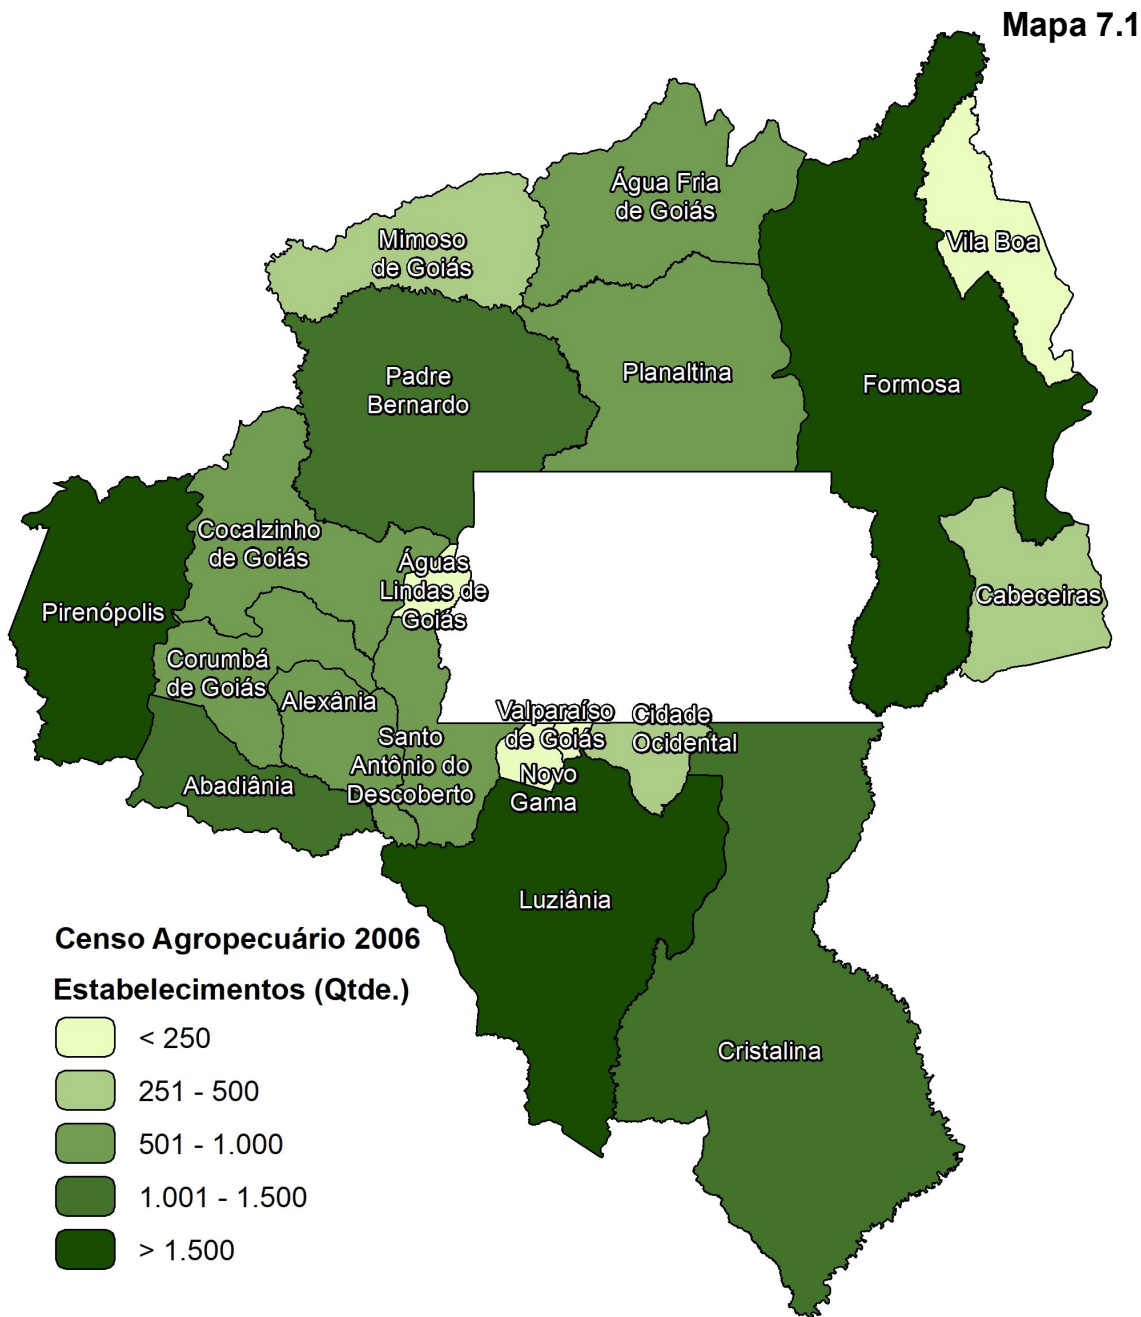 Mapa 7.1
Água Fria
de Goiás
Mimoso
de Goiás
Vila Boa
Padre
Bernardo
Planaltina
Formosa
Cocalzinho
de Goiás
Águas
Lindas de
Goiás
Pirenópolis
Cabeceiras
Corumbá
de Goiás
Alexânia
Valparaíso
de Goiás
Cidade
Ocidental
Santo
Antônio do
Descoberto
Novo
Gama
Abadiânia
Luziânia
Cristalina
Censo Agropecuário 2006
Estabelecimentos (Qtde.)
< 250
251 - 500
501 - 1.000
1.001 - 1.500
> 1.500